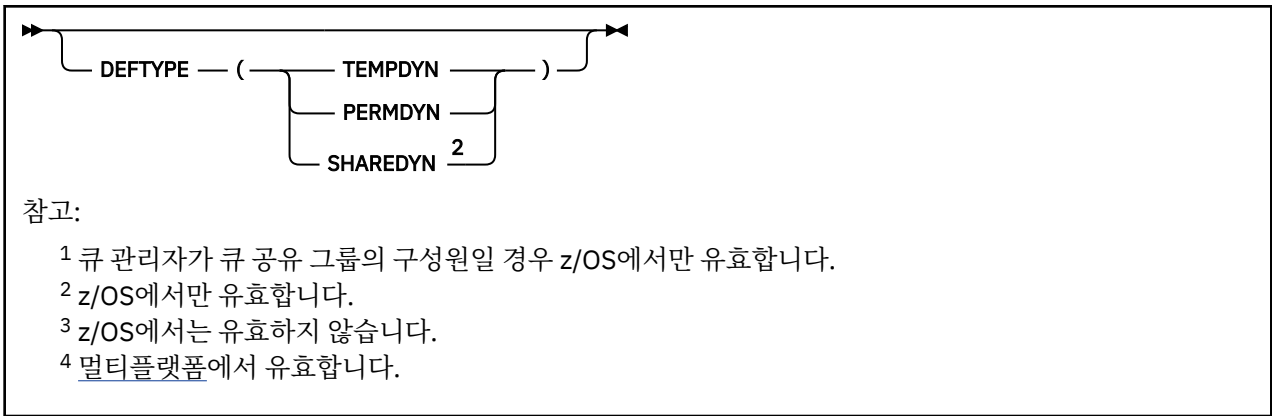 DEFTYPE ( TEMPDYN )
PERMDYN
SHAREDYN 2
참고:
1 큐 관리자가 큐 공유 그룹의 구성원일 경우 z/OS에서만 유효합니다.
2 z/OS에서만 유효합니다.
3 z/OS에서는 유효하지 않습니다.
4 멀티플랫폼에서 유효합니다.